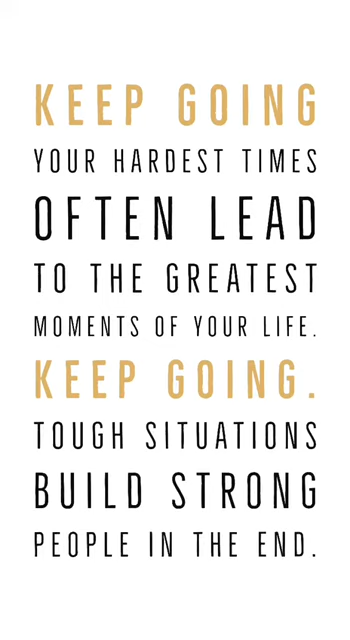 KEEP GOING
YOUR HARDEST TIMES
OFTEN LEAD
TO THE GREATEST
MOMENTS OF YOUR LIFE.
KEEP GOING.
TOUGH SITUATIONS
BUILD STRONG
PEOPLE IN THE END.